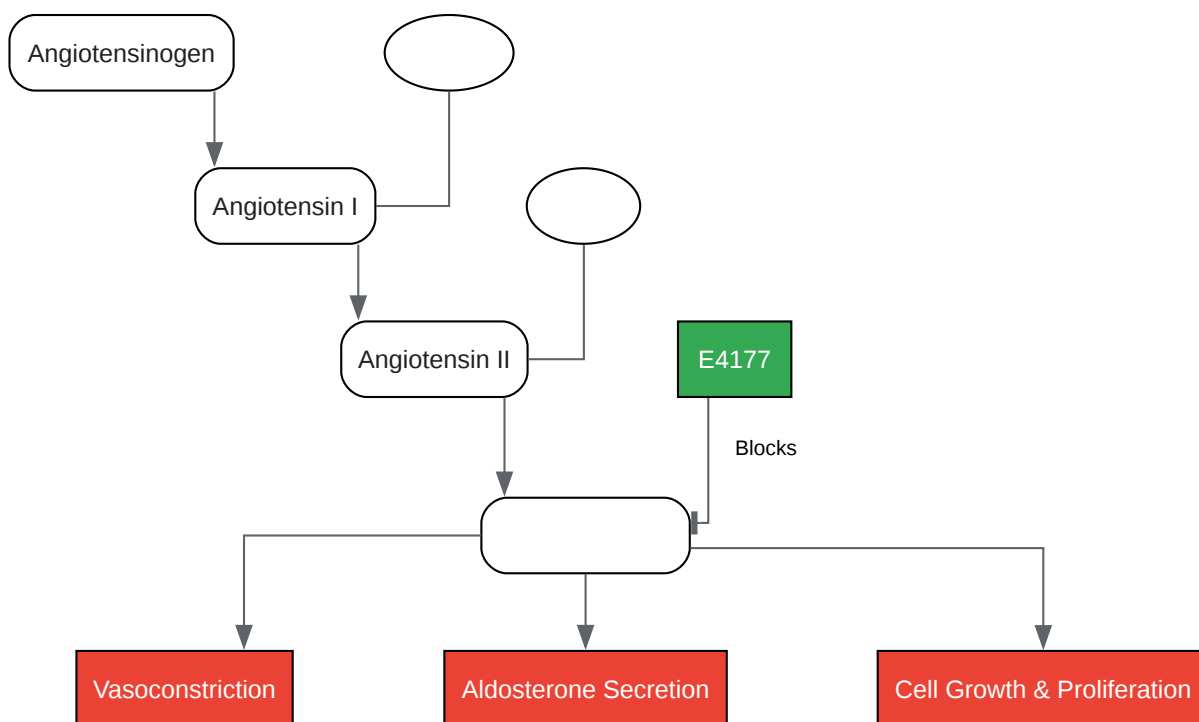 Angiotensinogen
Angiotensin I
Angiotensin II
E4177
Blocks
Vasoconstriction
Aldosterone Secretion
Cell Growth & Proliferation